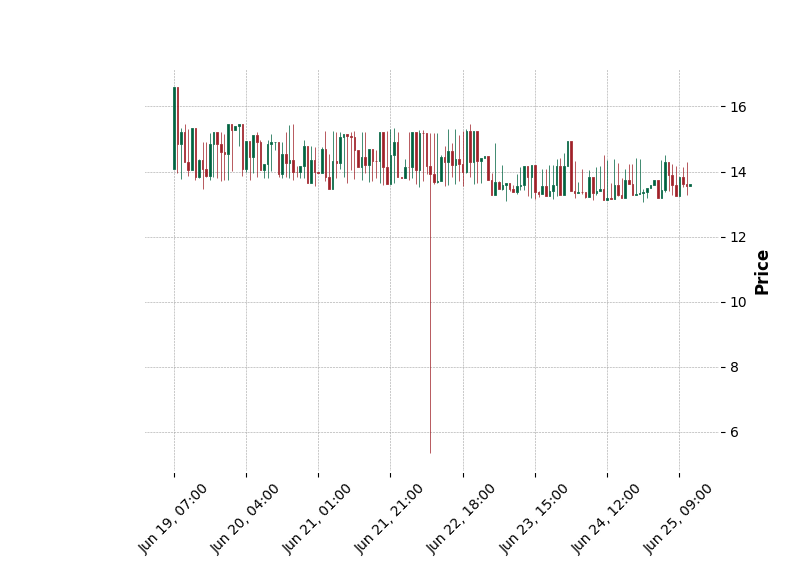 16
14
12
10
8
6
Price
Jun 19, 07:00
Jun 20, 04:00
Jun 21, 01:00
Jun 21, 21:00
Jun 22, 18:00
Jun 23, 15:00
Jun 24, 12:00
Jun 25, 09:00